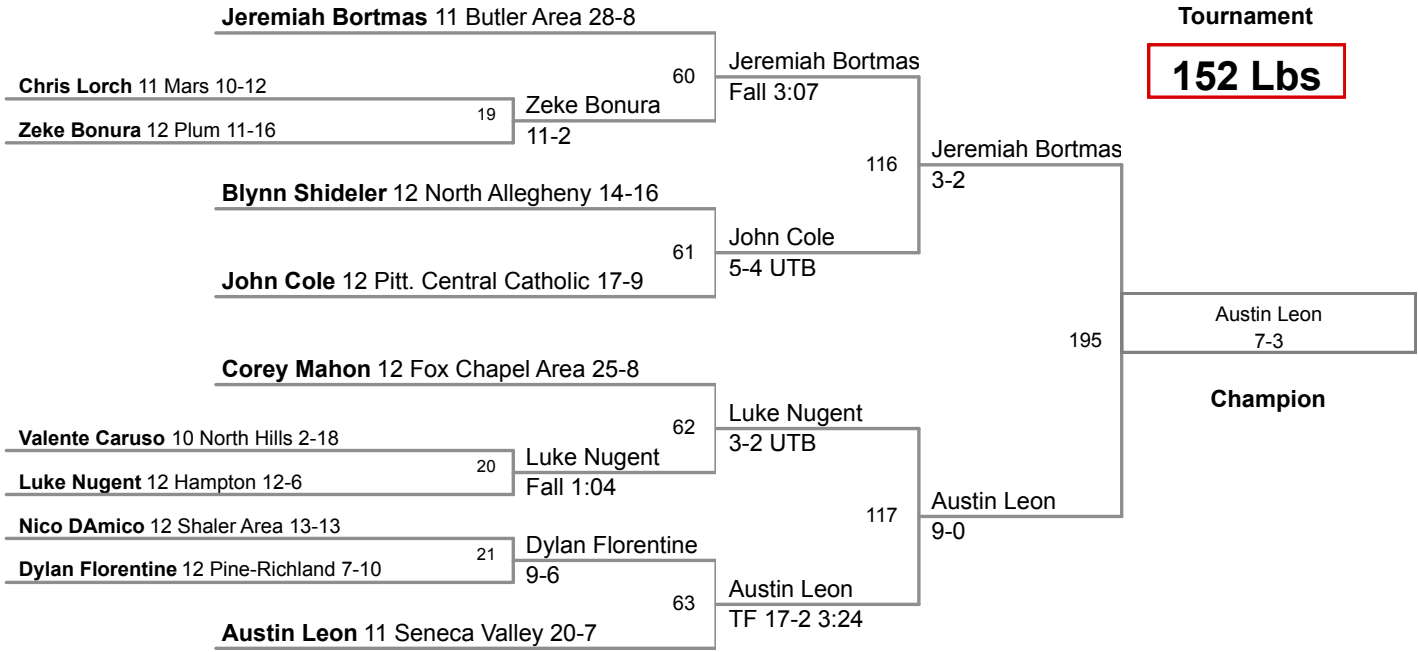 Jeremiah Bortmas 11 Butler Area 28-8
Tournament
152 Lbs
60
Jeremiah Bortmas
Fall 3:07
Chris Lorch 11 Mars 10-12
19
Zeke Bonura
11-2
Zeke Bonura 12 Plum 11-16
116
Jeremiah Bortmas
3-2
Blynn Shideler 12 North Allegheny 14-16
61
John Cole
5-4 UTB
John Cole 12 Pitt. Central Catholic 17-9
195
Austin Leon
7-3
Champion
Corey Mahon 12 Fox Chapel Area 25-8
62
Luke Nugent
3-2 UTB
Valente Caruso 10 North Hills 2-18
20
Luke Nugent
Fall 1:04
Luke Nugent 12 Hampton 12-6
117
Austin Leon
9-0
Nico DAmico 12 Shaler Area 13-13
21
Dylan Florentine
9-6
Dylan Florentine 12 Pine-Richland 7-10
63
Austin Leon
TF 17-2 3:24
Austin Leon 11 Seneca Valley 20-7